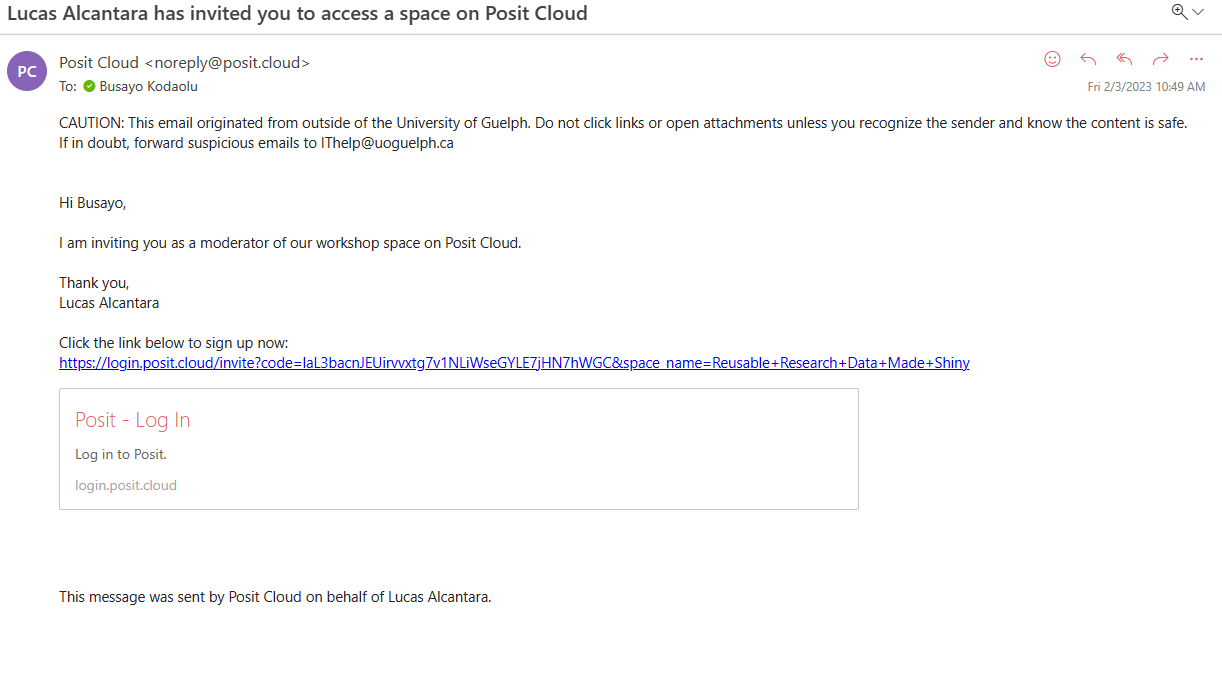 Lucas Alcantara has invited you to access a space on Posit Cloud
PC
Posit Cloud <noreply@posit.cloud>
To: Busayo Kodaolu
Fri 2/3/2023 10:49 AM
CAUTION: This email originated from outside of the University of Guelph. Do not click links or open attachments unless you recognize the sender and know the content is safe.
If in doubt, forward suspicious emails to IThelp@uoguelph.ca
Hi Busayo,
I am inviting you as a moderator of our workshop space on Posit Cloud.
Thank you,
Lucas Alcantara
Click the link below to sign up now:
https://login.posit.cloud/invite?code=IaL3bacnJEUirvvxtg7v1NLiWseGYLE7jHN7hWGC&space_name=Reusable+Research+Data+Made+Shiny
Posit - Log In
Log in to Posit.
login.posit.cloud
This message was sent by Posit Cloud on behalf of Lucas Alcantara.